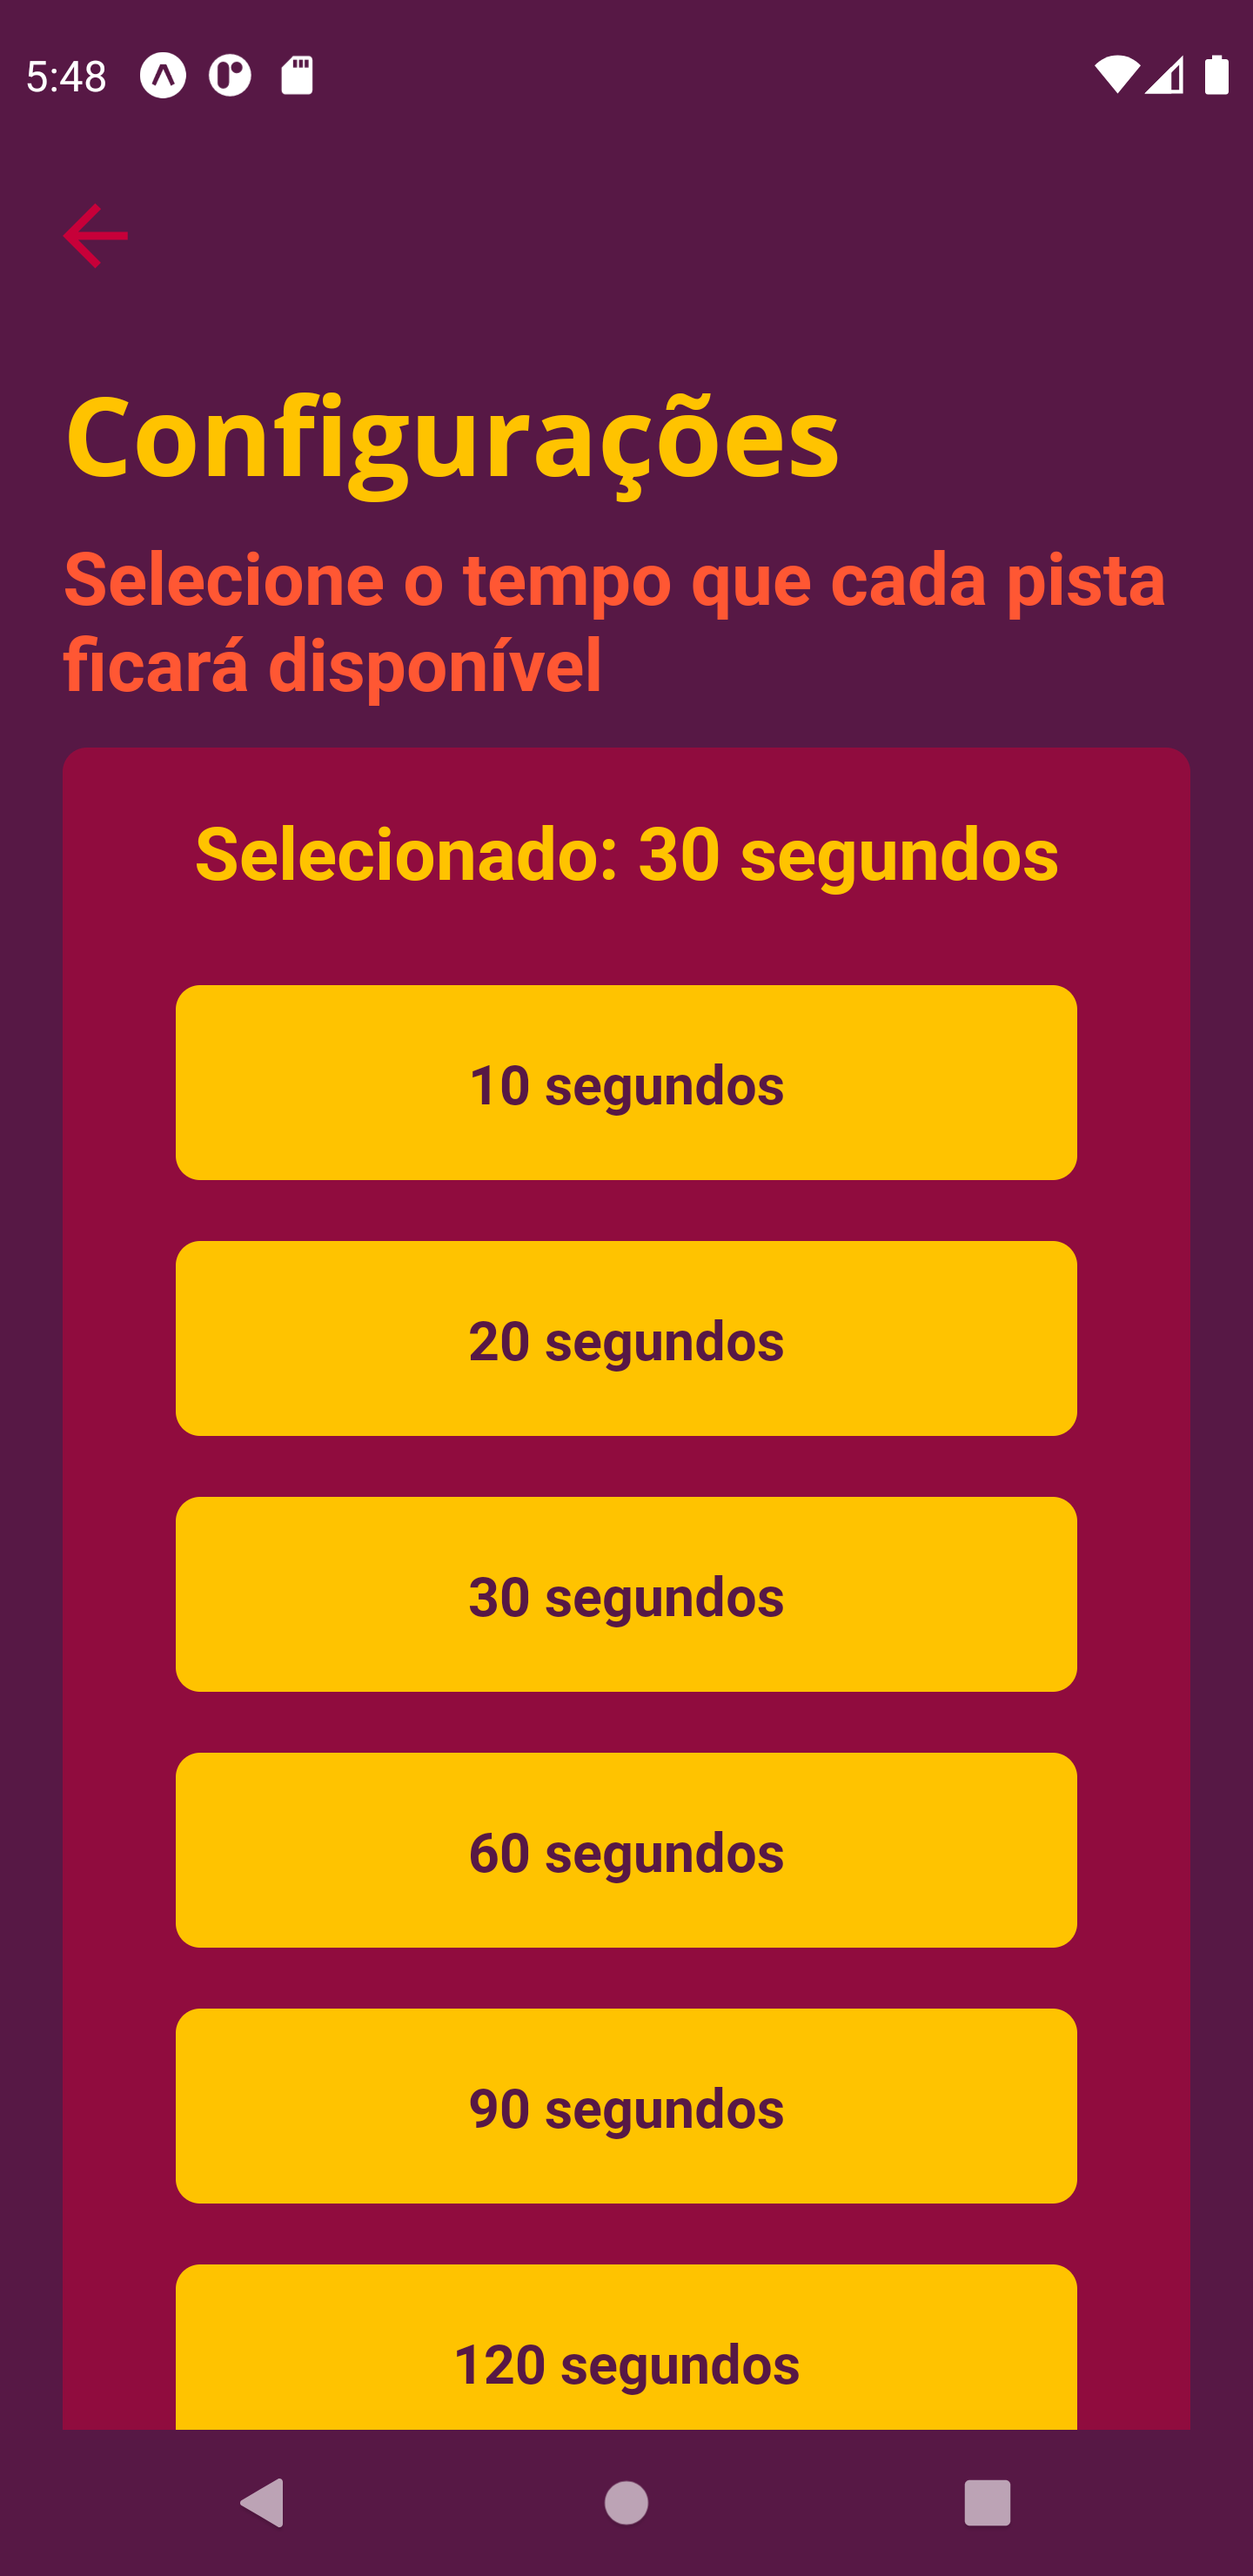 5:48
Configurações
Selecione o tempo que cada pista
ficará disponível
Selecionado: 30 segundos
10 segundos
20 segundos
30 segundos
60 segundos
90 segundos
120 segundos